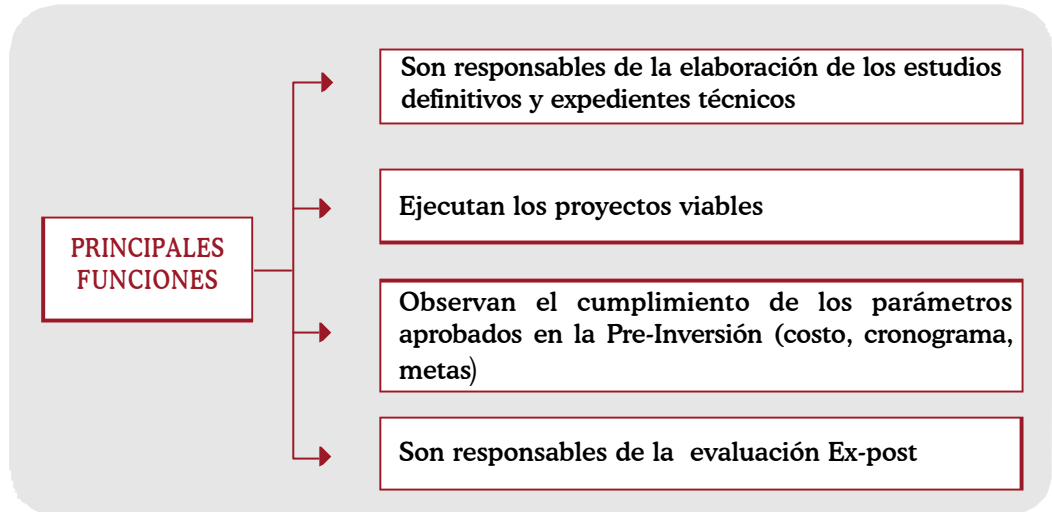 PRINCIPALES
FUNCIONES
Son responsables de la elaboración de los estudios
definitivos y expedientes técnicos
Ejecutan los proyectos viables
Observan el cumplimiento de los parámetros
aprobados en la Pre-Inversión (costo, cronograma,
metas)
Son responsables de la evaluación Ex-post